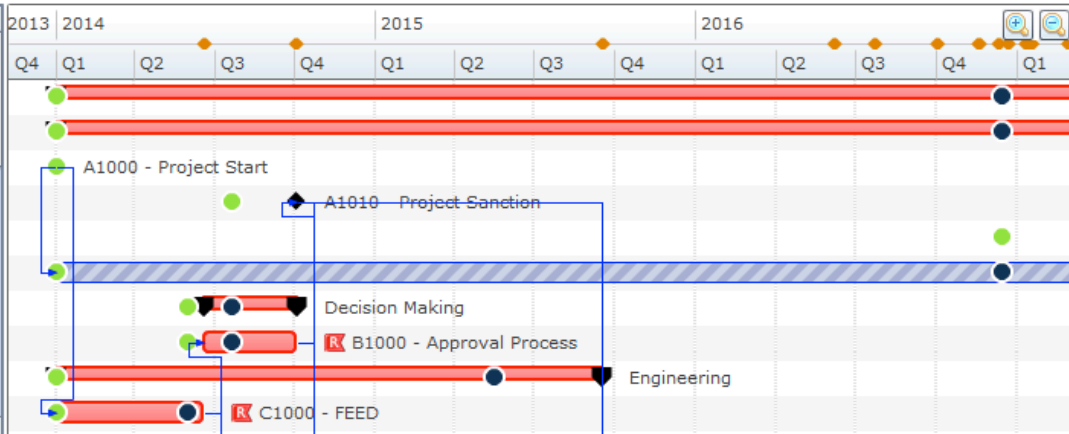 2013 2014 2015 2016
Q4 Q1 Q2 Q3 Q4 Q1 Q2 Q3 Q4 Q1 Q2 Q3 Q4 Q1
A1000 - Project Start
A1010 - Project Sanction
Decision Making
R B1000 - Approval Process
Engineering
R C1000 - FEED